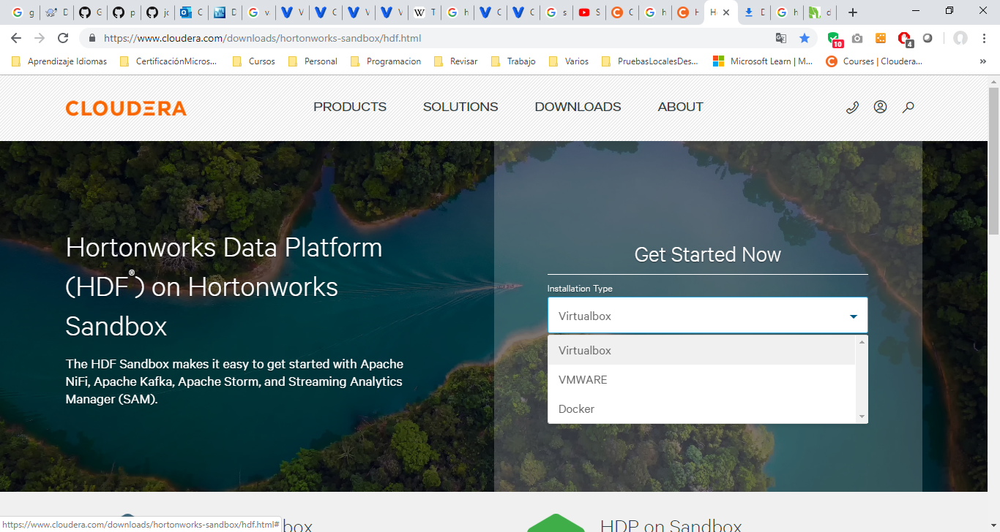 g
D
G
p
jc
C
D
v
V
C
V
V
T
h
C
C
s
S
C
h
H
H
D
h
d
https://www.cloudera.com/downloads/hortonworks-sandbox/hdf.html
10
4
Aprendizaje Idiomas
CertificaciónMicros...
Cursos
Personal
Programacion
Revisar
Trabajo
Varios
PruebasLocalesDes...
Microsoft Learn | M...
Courses | Cloudera...
»
CLOUDERA
PRODUCTS
SOLUTIONS
DOWNLOADS
ABOUT
Hortonworks Data Platform
(HDF®) on Hortonworks
Sandbox
The HDF Sandbox makes it easy to get started with Apache
NiFi, Apache Kafka, Apache Storm, and Streaming Analytics
Manager (SAM).
Get Started Now
Installation Type
Virtualbox
Virtualbox
VMWARE
Docker
https://www.cloudera.com/downloads/hortonworks-sandbox/hdf.html#
HDP on Sandbox